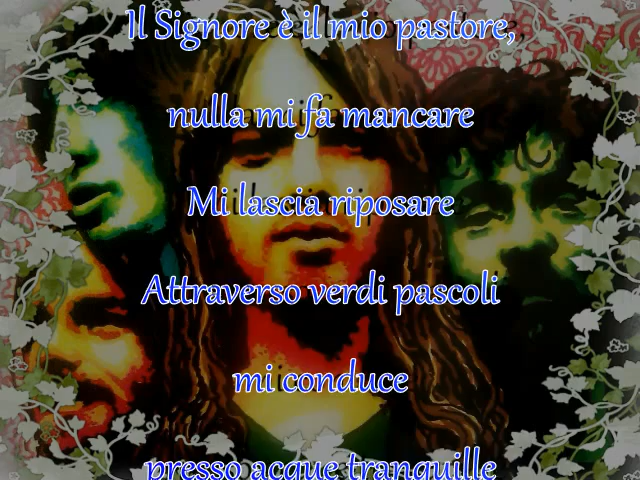 Il Signore è il mio pastore,
nulla mi fa mancare
Mi lascia riposare
Attraverso verdi pascoli
mi conduce
presso acque tranquille